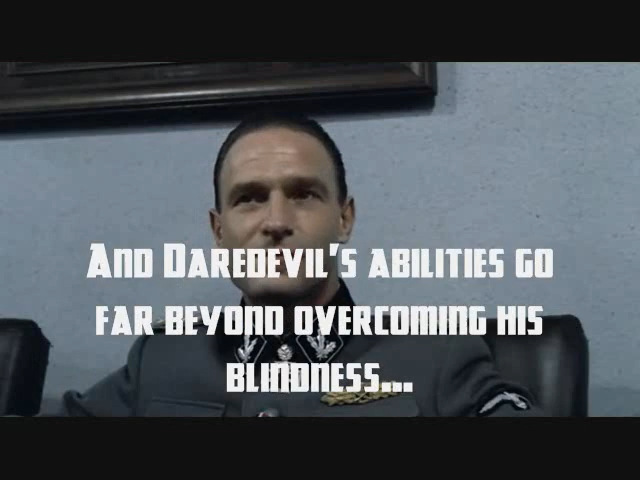 And Daredevil's abilities go
far beyond overcoming his
blindness...